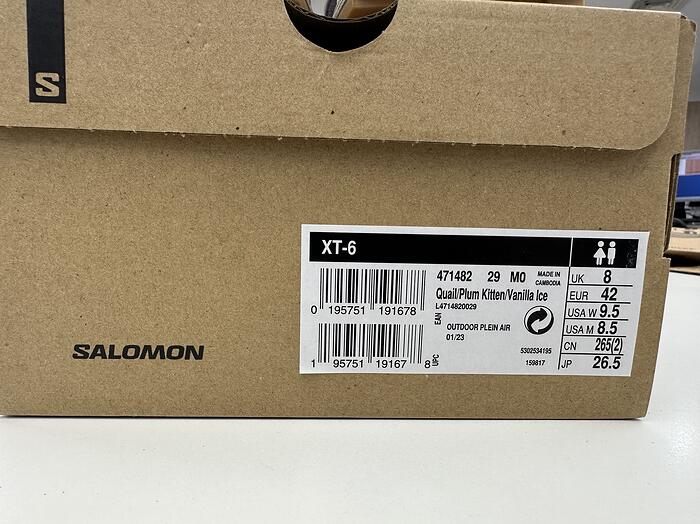 S
SALOMON
XT-6
471482 29 M0 MADE IN CAMBODIA
Quail/Plum Kitten/Vanilla Ice
L4714820029
EAN
0 195751 191678
OUTDOOR PLEIN AIR
01/23
5302534195
159817
1 95751 19167 8
UPC
UK 8
EUR 42
USA W 9.5
USA M 8.5
CN 265(2)
JP 26.5